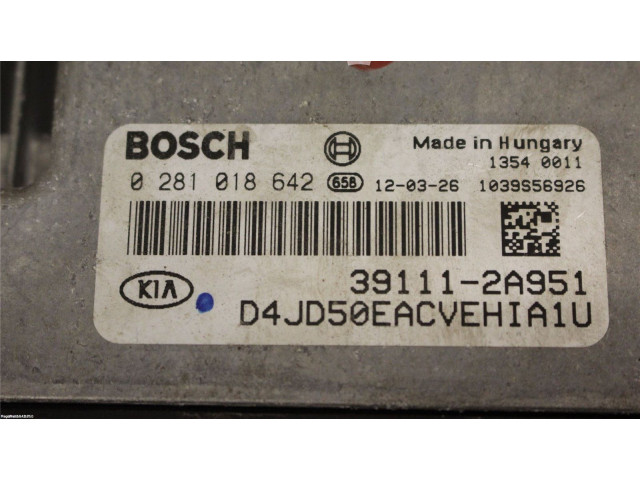 BOSCH
Made in Hungary
1354 0011
0 281 018 642 658 12-03-26 1039S56926
KIA
39111-2A951
D4JD50EACVEHIA1U